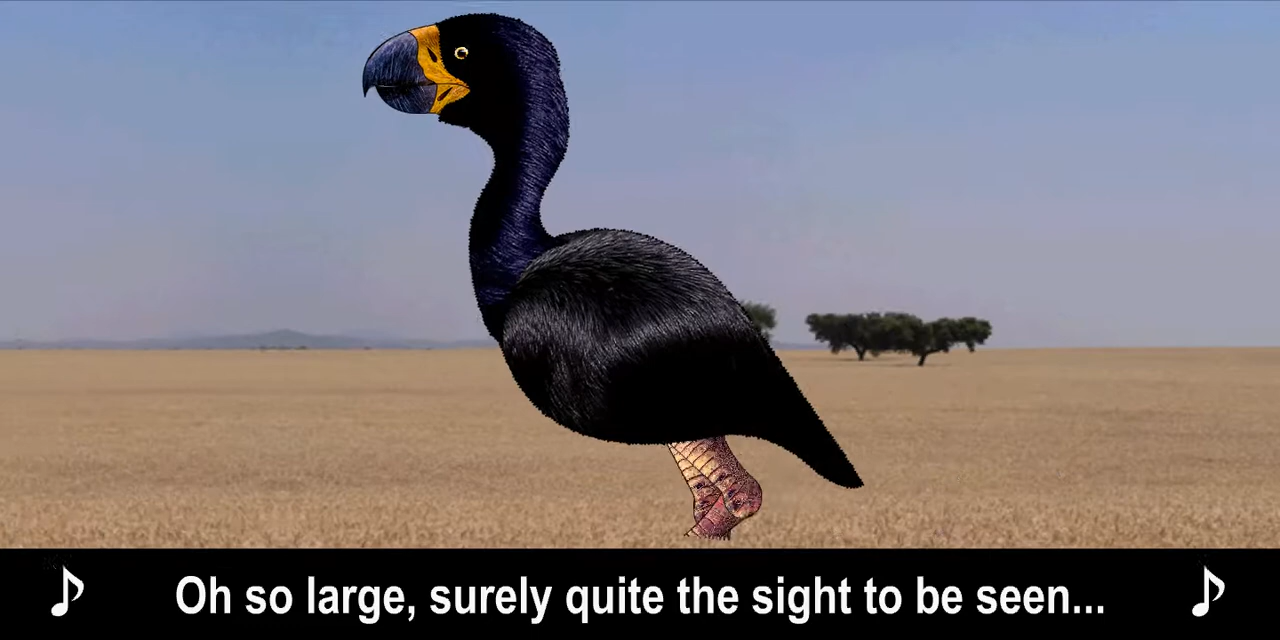 ♪ Oh so large, surely quite the sight to be seen... ♪